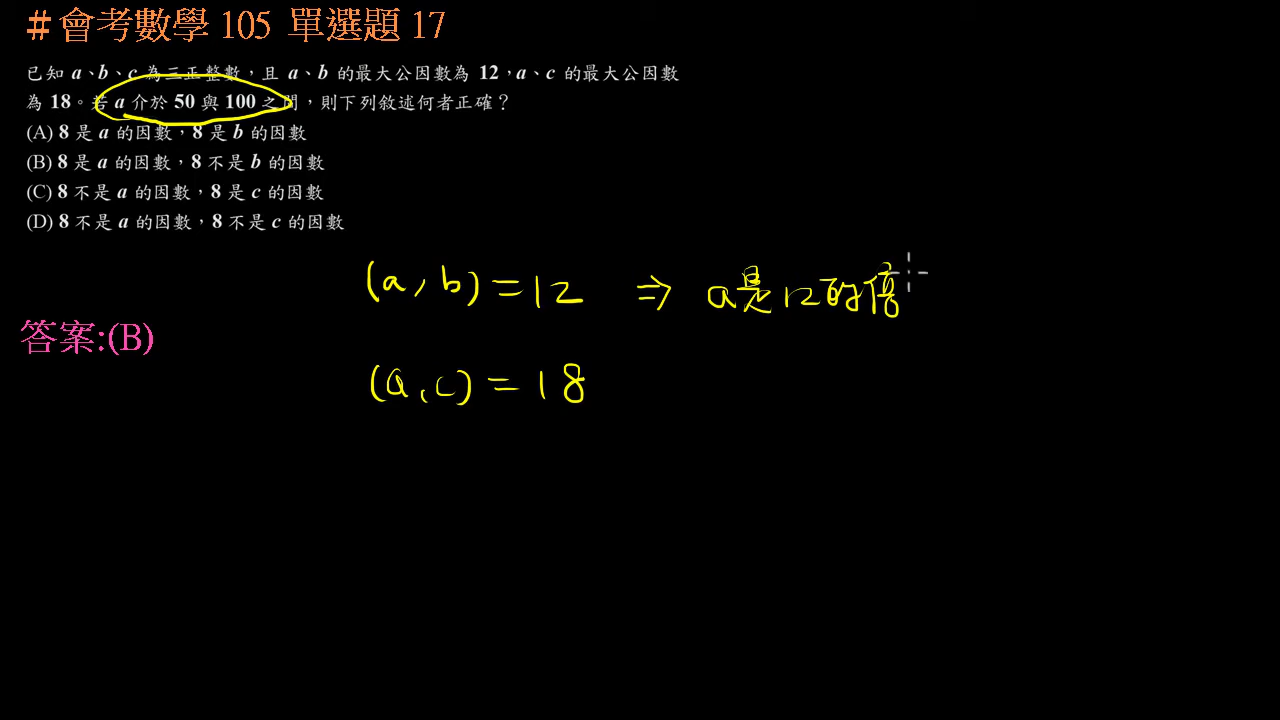 #會考數學 105 單選題 17
已知 a、b、c 為三正整數，且 a、b 的最大公因數為 12，a、c 的最大公因數
為 18。若 a 介於 50 與 100 之間，則下列敘述何者正確？
(A) 8 是 a 的因數，8 是 b 的因數
(B) 8 是 a 的因數，8 不是 b 的因數
(C) 8 不是 a 的因數，8 是 c 的因數
(D) 8 不是 a 的因數，8 不是 c 的因數
(a, b) = 12 ⇒ a是12的倍
答案:(B)
(a, c) = 18